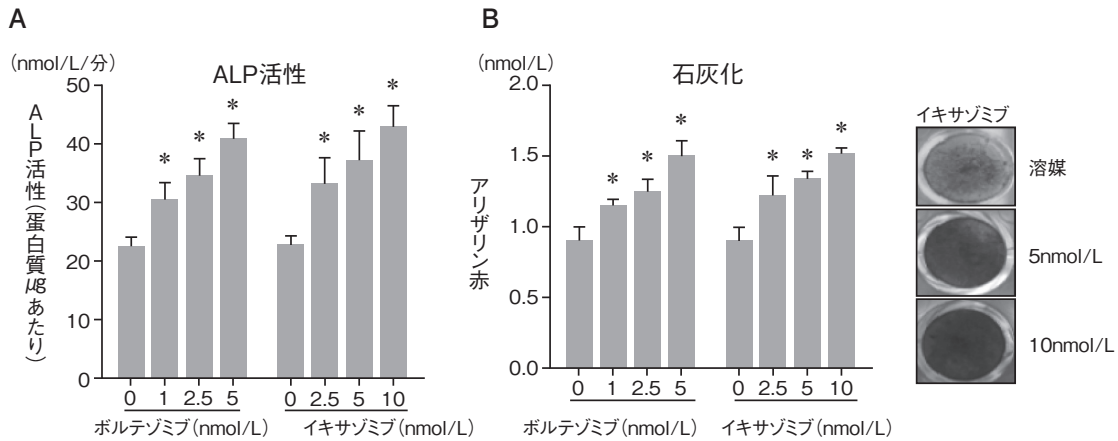 A
(nmol/L/分)
ALP活性
ALP活性(蛋白質μgあたり)
50
40
30
20
10
0
*
*
*
*
*
*
0 1 2.5 5
0 2.5 5 10
ボルテゾミブ(nmol/L)
イキサゾミブ(nmol/L)
B
(nmol/L)
石灰化
アリザリン赤
2.0
1.5
1.0
0.5
0.0
*
*
*
*
*
*
0 1 2.5 5
0 2.5 5 10
ボルテゾミブ(nmol/L)
イキサゾミブ(nmol/L)
イキサゾミブ
溶媒
5nmol/L
10nmol/L